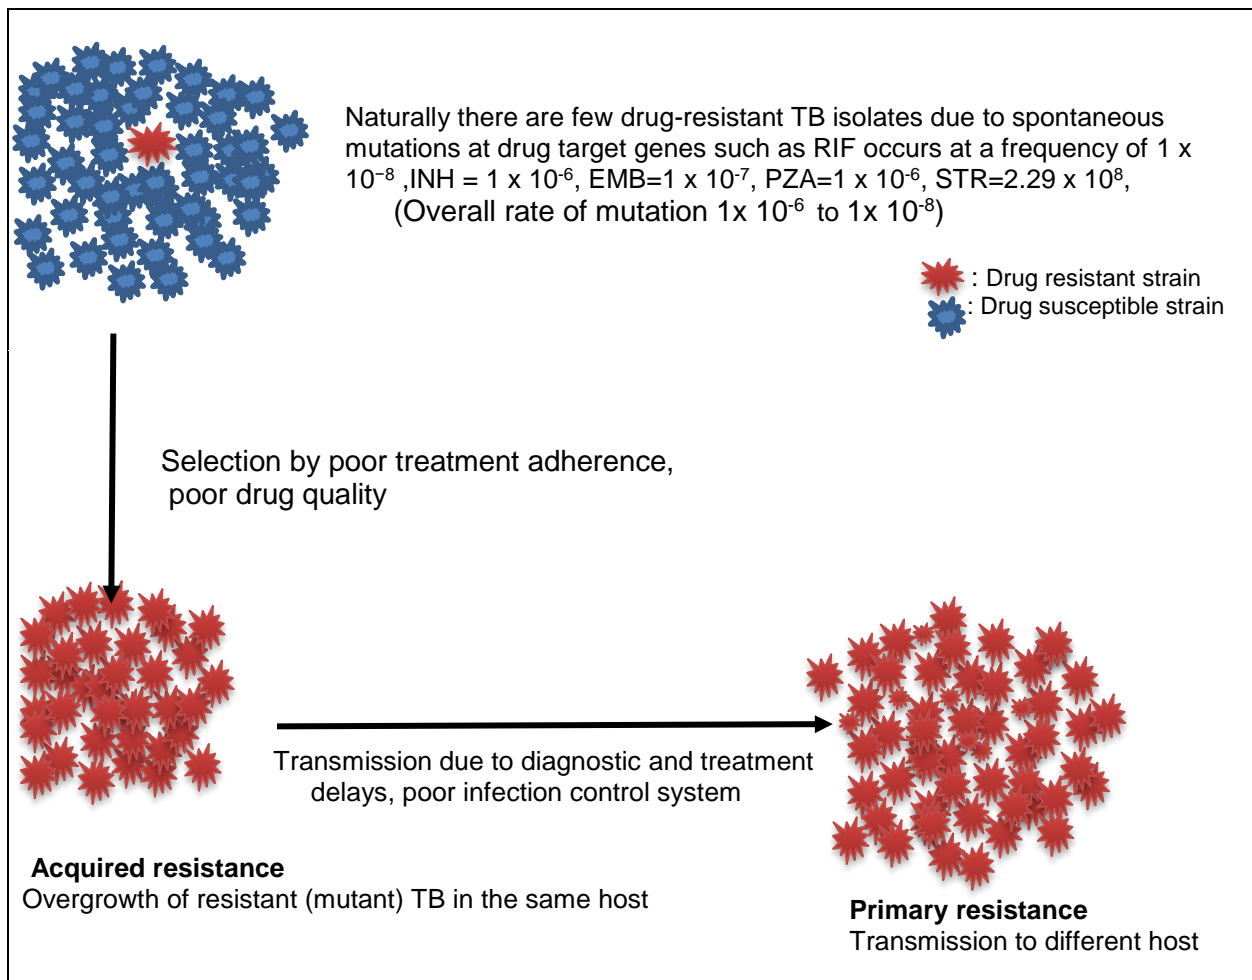 Naturally there are few drug-resistant TB isolates due to spontaneous
mutations at drug target genes such as RIF occurs at a frequency of 1 x
10⁻⁸ ,INH = 1 x 10⁻⁶, EMB=1 x 10⁻⁷, PZA=1 x 10⁻⁶, STR=2.29 x 10⁸,
(Overall rate of mutation 1x 10⁻⁶ to 1x 10⁻⁸)
: Drug resistant strain
: Drug susceptible strain
Selection by poor treatment adherence,
poor drug quality
Transmission due to diagnostic and treatment
delays, poor infection control system
Acquired resistance
Overgrowth of resistant (mutant) TB in the same host
Primary resistance
Transmission to different host